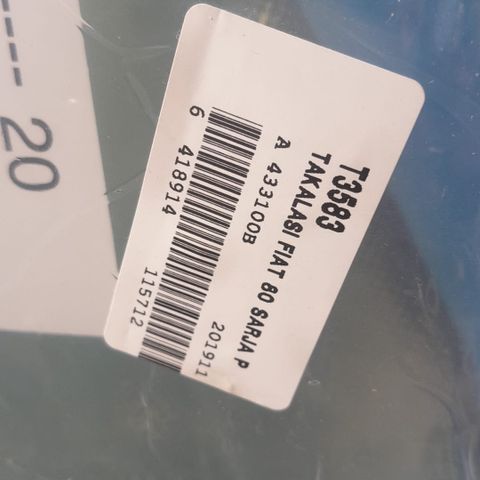 T3583
TAKALASI FIAT 80 SARJA P
A 433100B
201911
6 418914 115712
---- 20